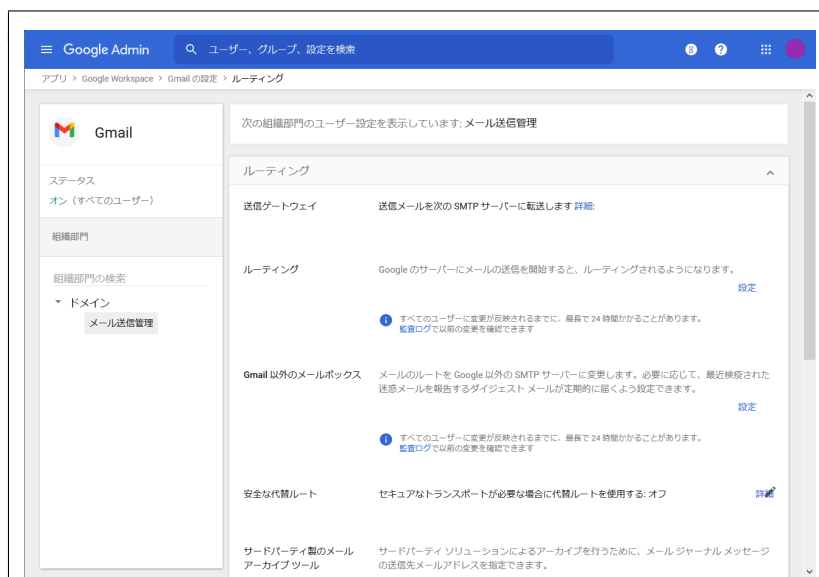 Google Admin
ユーザー、グループ、設定を検索
アプリ > Google Workspace > Gmail の設定 > ルーティング
Gmail
ステータス
オン（すべてのユーザー）
組織部門
組織部門の検索
ドメイン
メール送信管理
次の組織部門のユーザー設定を表示しています: メール送信管理
ルーティング
送信ゲートウェイ
送信メールを次の SMTP サーバーに転送します 詳細:
ルーティング
Google のサーバーにメールの送信を開始すると、ルーティングされるようになります。
設定
すべてのユーザーに変更が反映されるまでに、最長で 24 時間かかることがあります。
監査ログで以前の変更を確認できます
Gmail 以外のメールボックス
メールのルートを Google 以外の SMTP サーバーに変更します。必要に応じて、最近検疫された
迷惑メールを報告するダイジェスト メールが定期的に届くよう設定できます。
設定
すべてのユーザーに変更が反映されるまでに、最長で 24 時間かかることがあります。
監査ログで以前の変更を確認できます
安全な代替ルート
セキュアなトランスポートが必要な場合に代替ルートを使用する: オフ
詳細
サードパーティ製のメール
アーカイブ ツール
サードパーティ ソリューションによるアーカイブを行うために、メール ジャーナル メッセージ
の送信先メールアドレスを指定できます。